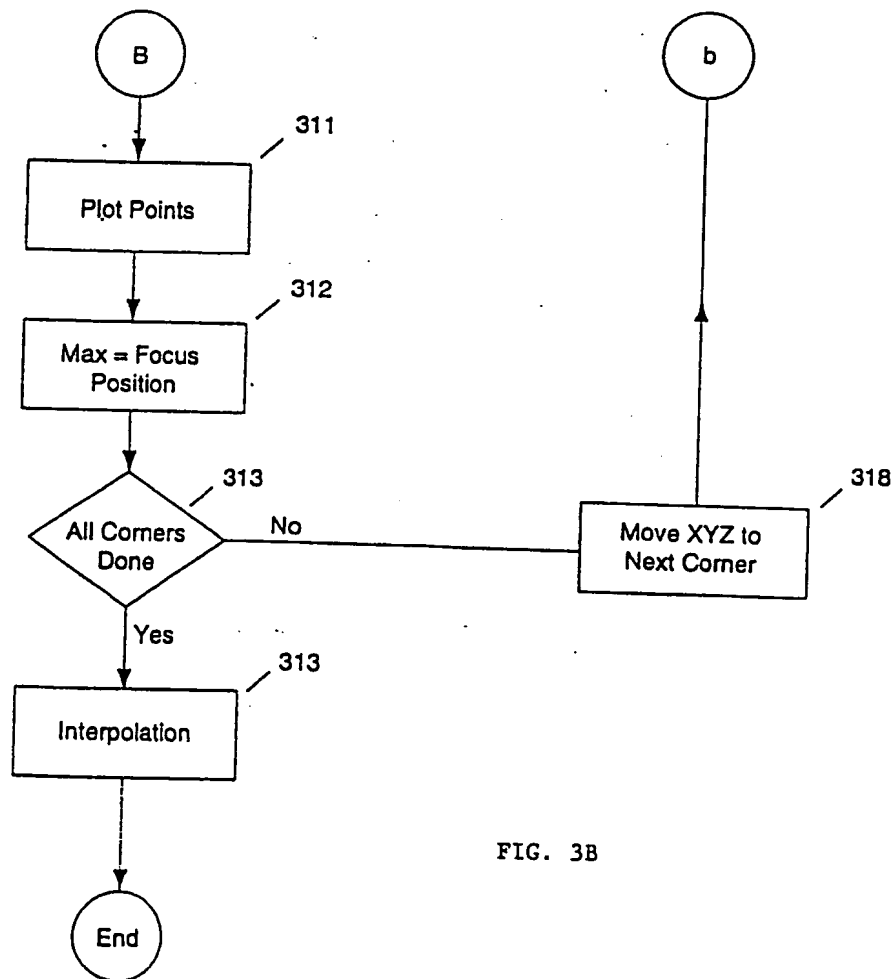 B
b
311
Plot Points
312
Max = Focus
Position
313
All Corners
Done
No
318
Move XYZ to
Next Corner
Yes
313
Interpolation
FIG. 3B
End